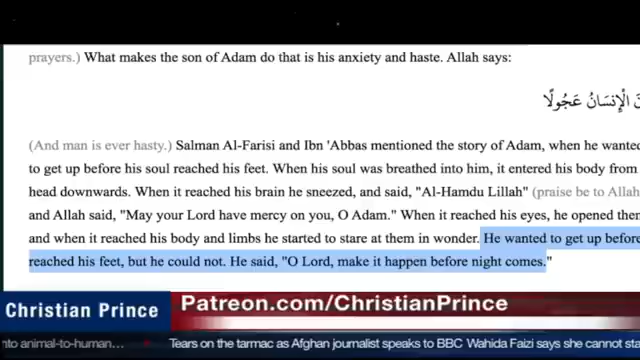 prayers.) What makes the son of Adam do that is his anxiety and haste. Allah says:
الْإِنسَانُ عَجُولًا
(And man is ever hasty.) Salman Al-Farisi and Ibn 'Abbas mentioned the story of Adam, when he wanted
to get up before his soul reached his feet. When his soul was breathed into him, it entered his body from
head downwards. When it reached his brain he sneezed, and said, "Al-Hamdu Lillah" (praise be to Allah
and Allah said, "May your Lord have mercy on you, O Adam." When it reached his eyes, he opened them
and when it reached his body and limbs he started to stare at them in wonder. He wanted to get up before
reached his feet, but he could not. He said, "O Lord, make it happen before night comes."
Christian Prince
Patreon.com/ChristianPrince
into animal-to-human... Tears on the tarmac as Afghan journalist speaks to BBC Wahida Faizi says she cannot sta